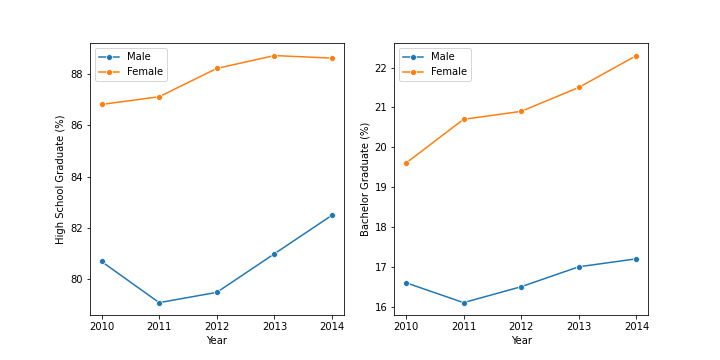 Male
Female
High School Graduate (%)
88
86
84
82
80
2010 2011 2012 2013 2014
Year
Male
Female
Bachelor Graduate (%)
22
21
20
19
18
17
16
2010 2011 2012 2013 2014
Year